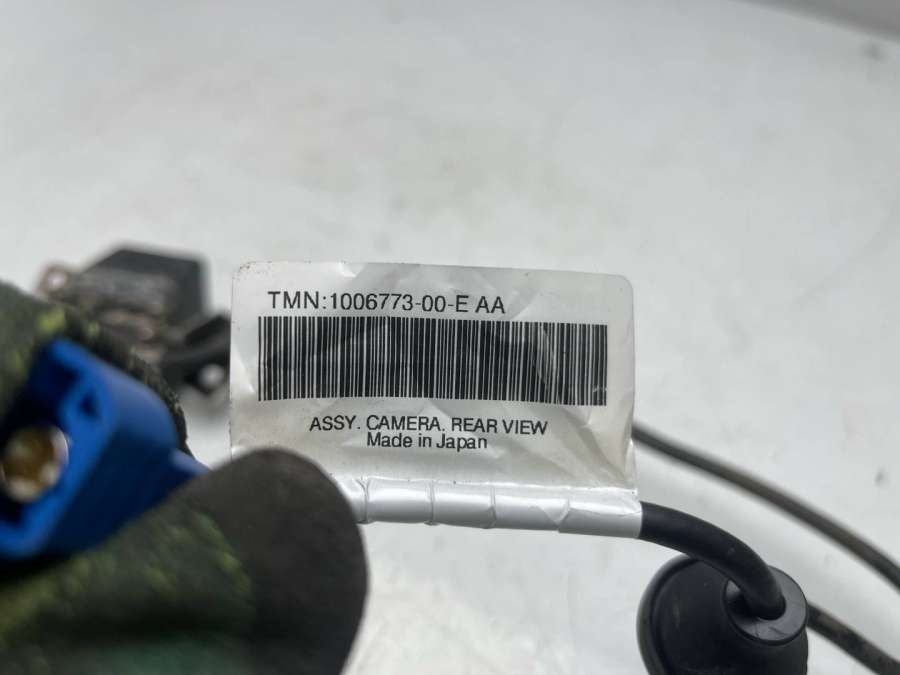 TMN:1006773-00-E AA
ASSY. CAMERA. REAR VIEW
Made in Japan